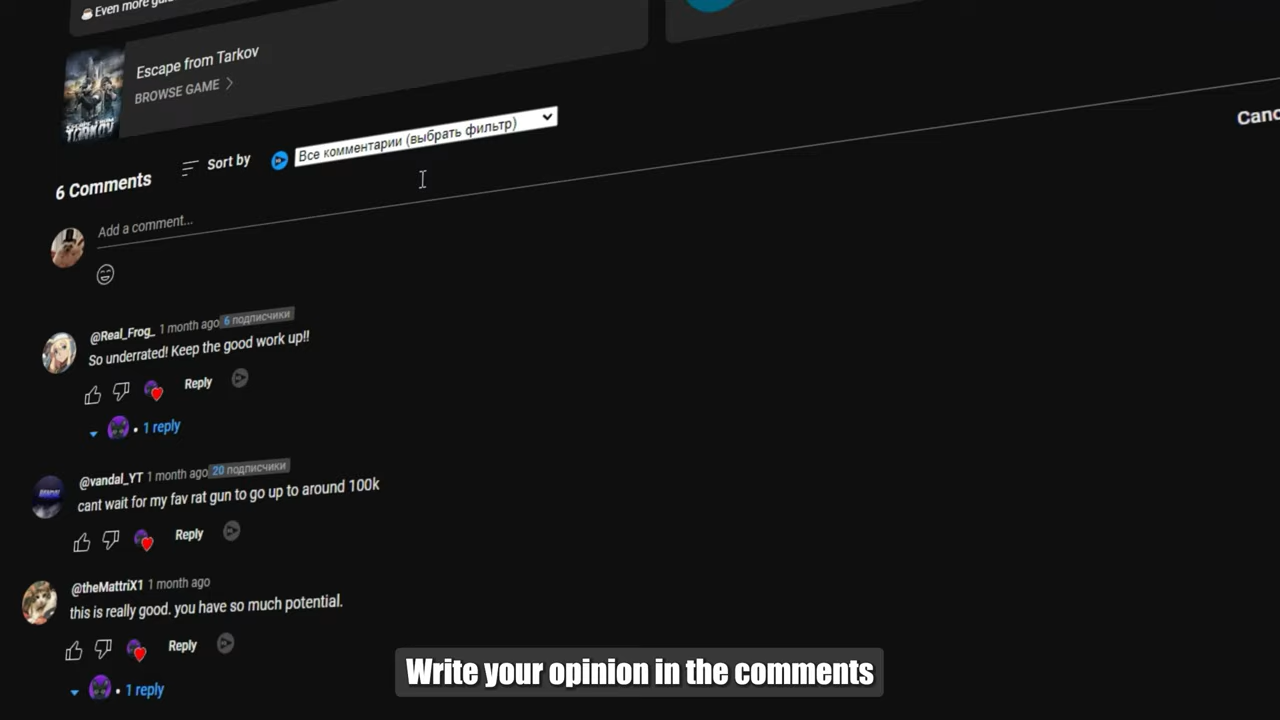 Even more
Escape from Tarkov
BROWSE GAME
6 Comments
Sort by
Все комментарии (выбрать фильтр)
Add a comment...
@Real_Frog_ 1 month ago 6 подписчики
So underrated! Keep the good work up!!
Reply
1 reply
@vandal_YT 1 month ago 20 подписчики
cant wait for my fav rat gun to go up to around 100k
Reply
@theMattriX1 1 month ago
this is really good. you have so much potential.
Reply
1 reply
Write your opinion in the comments